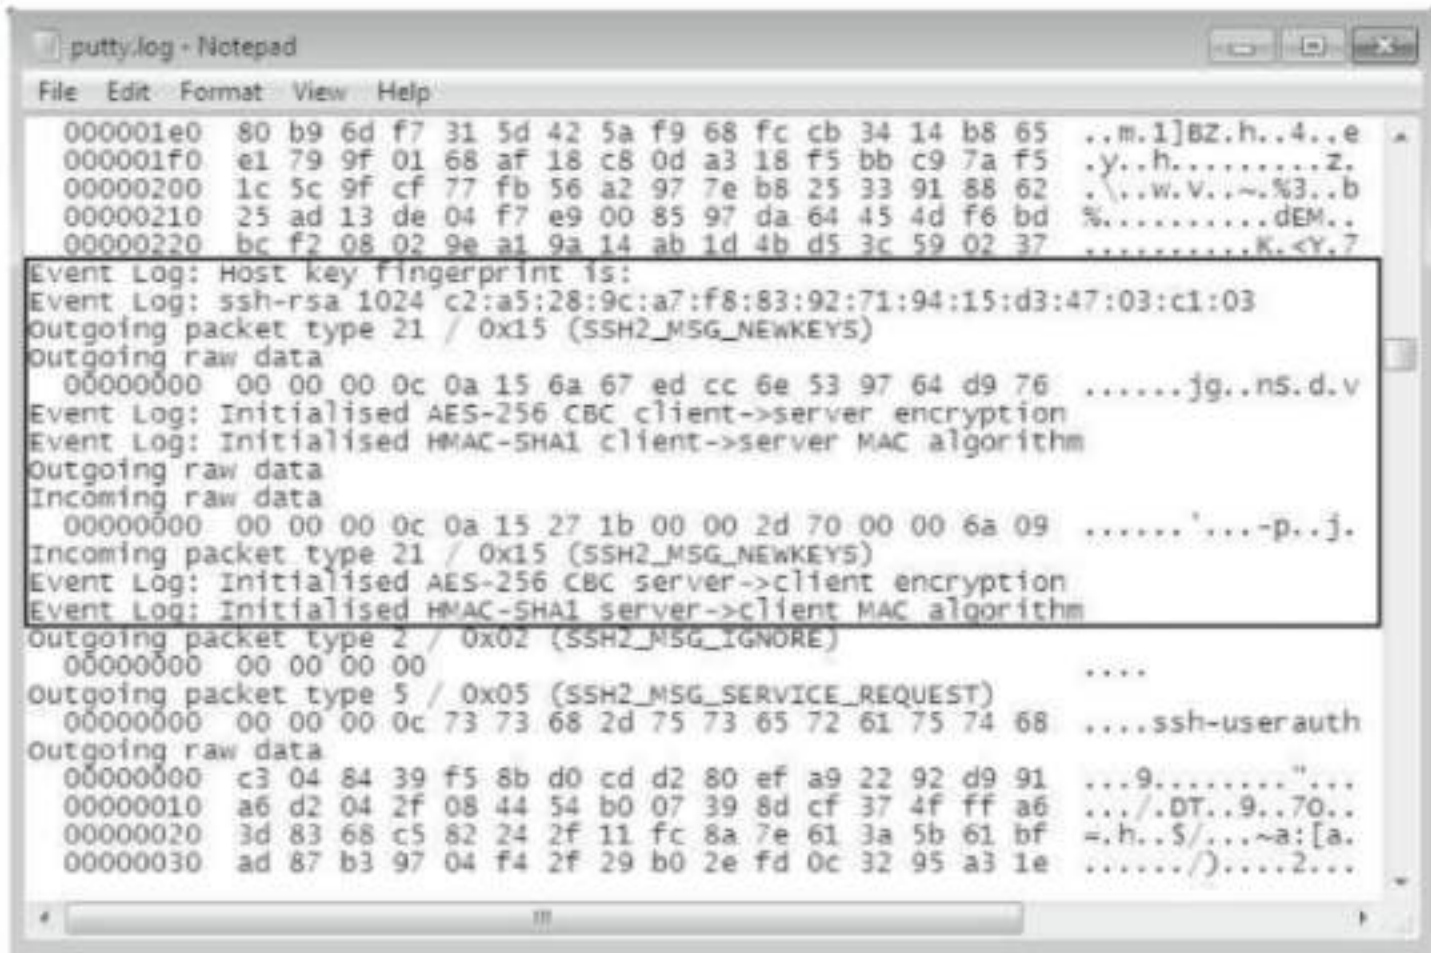 putty.log - Notepad
File Edit Format View Help
000001e0 80 b9 6d f7 31 5d 42 5a f9 68 fc cb 34 14 b8 65 ..m.1]BZ.h..4..e
000001f0 e1 79 9f 01 68 af 18 c8 0d a3 18 f5 bb c9 7a f5 .y..h.........z.
00000200 1c 5c 9f cf 77 fb 56 a2 97 7e b8 25 33 91 88 62 .\..w.V..~.%3..b
00000210 25 ad 13 de 04 f7 e9 00 85 97 da 64 45 4d f6 bd %..........dEM..
00000220 bc f2 08 02 9e a1 9a 14 ab 1d 4b d5 3c 59 02 37 ..........K.<Y.7
Event Log: Host key fingerprint is:
Event Log: ssh-rsa 1024 c2:a5:28:9c:a7:f8:83:92:71:94:15:d3:47:03:c1:03
Outgoing packet type 21 / 0x15 (SSH2_MSG_NEWKEYS)
Outgoing raw data
00000000 00 00 00 0c 0a 15 6a 67 ed cc 6e 53 97 64 d9 76 ......jg..nS.d.v
Event Log: Initialised AES-256 CBC client->server encryption
Event Log: Initialised HMAC-SHA1 client->server MAC algorithm
Outgoing raw data
Incoming raw data
00000000 00 00 00 0c 0a 15 27 1b 00 00 2d 70 00 00 6a 09 ......'...-p..j.
Incoming packet type 21 / 0x15 (SSH2_MSG_NEWKEYS)
Event Log: Initialised AES-256 CBC server->client encryption
Event Log: Initialised HMAC-SHA1 server->client MAC algorithm
Outgoing packet type 2 / 0x02 (SSH2_MSG_IGNORE)
00000000 00 00 00 00 ....
Outgoing packet type 5 / 0x05 (SSH2_MSG_SERVICE_REQUEST)
00000000 00 00 00 0c 73 73 68 2d 75 73 65 72 61 75 74 68 ....ssh-userauth
Outgoing raw data
00000000 c3 04 84 39 f5 8b d0 cd d2 80 ef a9 22 92 d9 91 ...9........"...
00000010 a6 d2 04 2f 08 44 54 b0 07 39 8d cf 37 4f ff a6 .../.DT..9..7O..
00000020 3d 83 68 c5 82 24 2f 11 fc 8a 7e 61 3a 5b 61 bf =.h..$/...~a:[a.
00000030 ad 87 b3 97 04 f4 2f 29 b0 2e fd 0c 32 95 a3 1e ....../)....2...